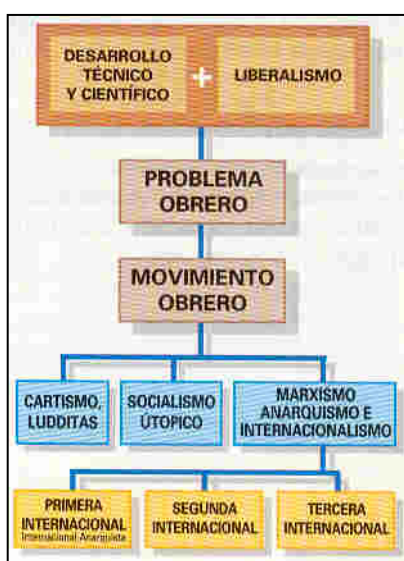 DESARROLLO
TÉCNICO
Y CIENTÍFICO
+
LIBERALISMO
PROBLEMA
OBRERO
MOVIMIENTO
OBRERO
CARTISMO,
LUDDITAS
SOCIALISMO
ÚTOPICO
MARXISMO
ANARQUISMO E
INTERNACIONALISMO
PRIMERA
INTERNACIONAL
Internacional Anarquista
SEGUNDA
INTERNACIONAL
TERCERA
INTERNACIONAL